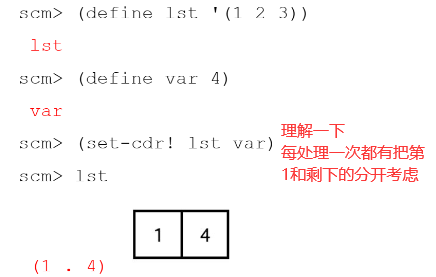 scm> (define lst '(1 2 3))
lst
scm> (define var 4)
var
scm> (set-cdr! lst var)
理解一下
每处理一次都有把第
1和剩下的分开考虑
scm> lst
1 4
(1 . 4)